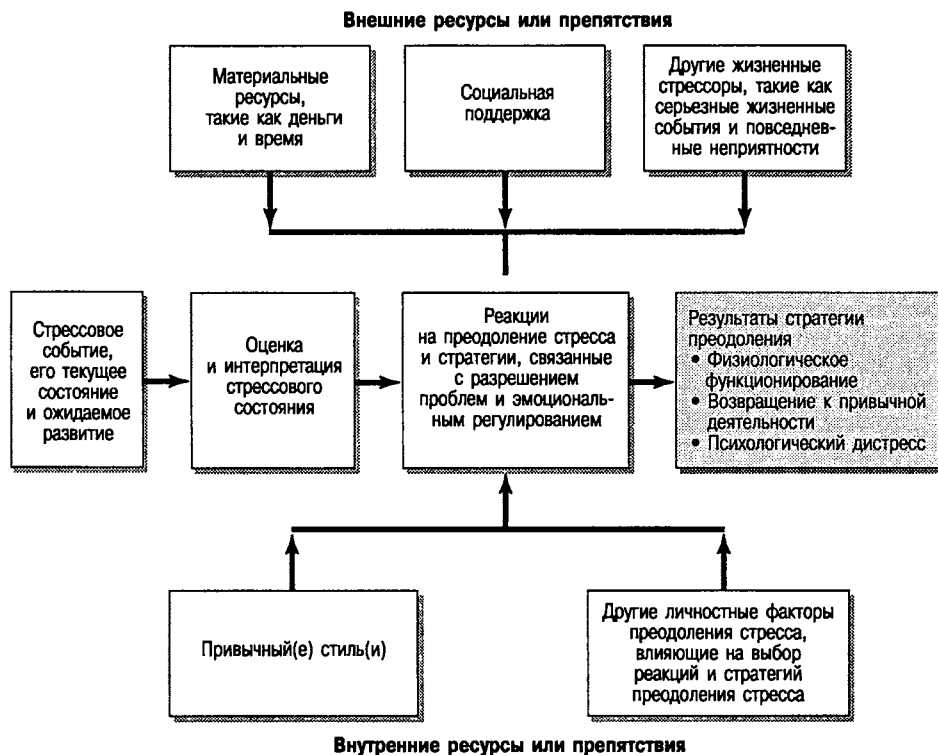 Внешние ресурсы или препятствия
Материальные
ресурсы,
такие как деньги
и время
Социальная
поддержка
Другие жизненные
стрессоры, такие как
серьезные жизненные
события и повседнев-
ные неприятности
Стрессовое
событие,
его текущее
состояние
и ожидаемое
развитие
Оценка
и интерпретация
стрессового
состояния
Реакции
на преодоление стресса
и стратегии, связанные
с разрешением
проблем и эмоциональ-
ным регулированием
Результаты стратегии
преодоления
• Физиологическое
функционирование
• Возвращение к привычной
деятельности
• Психологический дистресс
Привычный(е) стиль(и)
Другие личностные факторы
преодоления стресса,
влияющие на выбор
реакций и стратегий
преодоления стресса
Внутренние ресурсы или препятствия